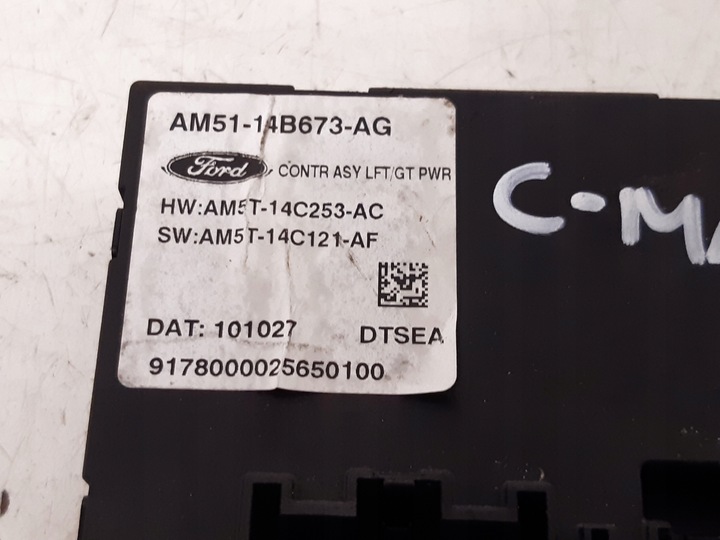 AM51-14B673-AG
Ford CONTR ASY LFT/GT PWR
HW:AM5T-14C253-AC
SW:AM5T-14C121-AF
DAT: 101027 DTSEA
9178000025650100
C-MA